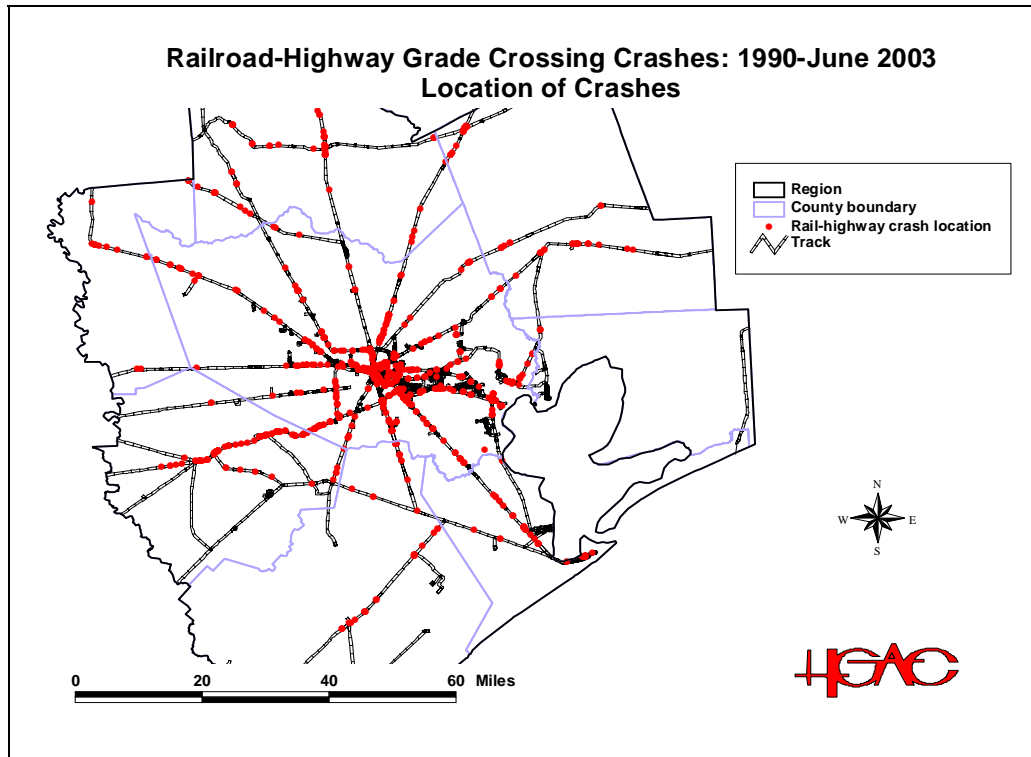 Railroad-Highway Grade Crossing Crashes: 1990-June 2003
Location of Crashes
Region
County boundary
Rail-highway crash location
Track
N
W E
S
0 20 40 60 Miles
HGAC